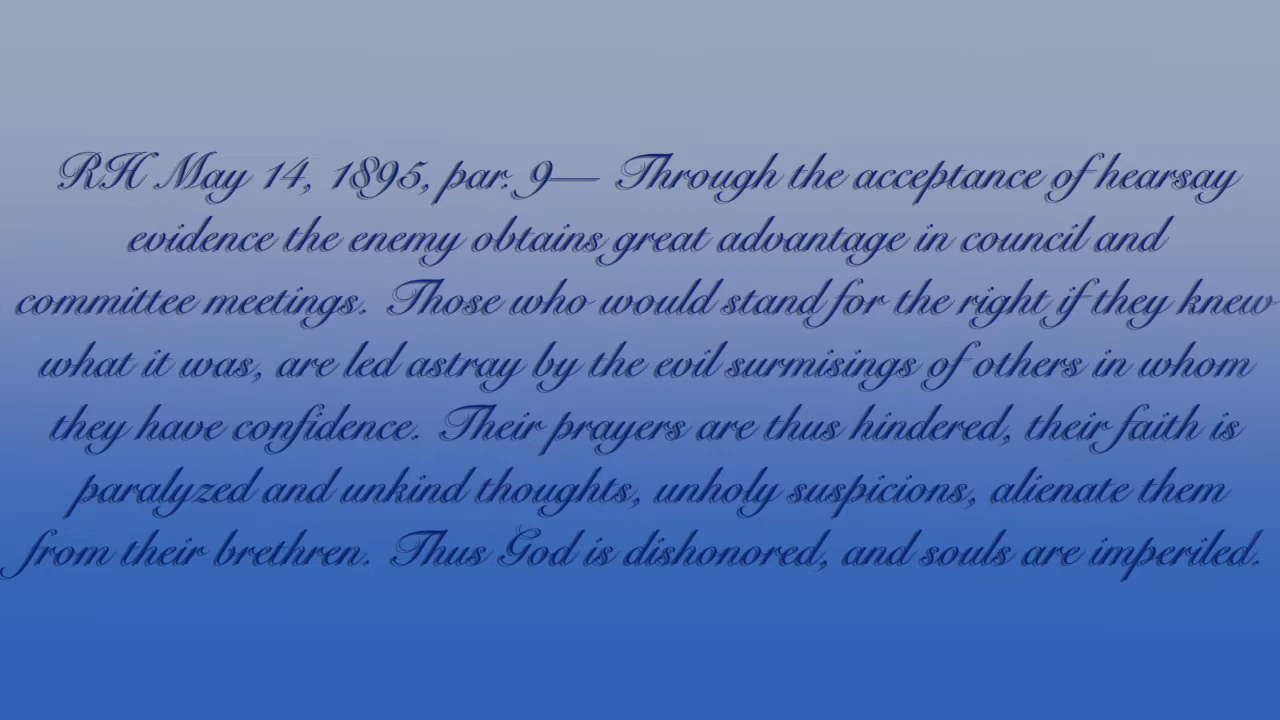 RH May 14, 1895, par. 9— Through the acceptance of hearsay
evidence the enemy obtains great advantage in council and
committee meetings. Those who would stand for the right if they knew
what it was, are led astray by the evil surmisings of others in whom
they have confidence. Their prayers are thus hindered, their faith is
paralyzed and unkind thoughts, unholy suspicions, alienate them
from their brethren. Thus God is dishonored, and souls are imperiled.